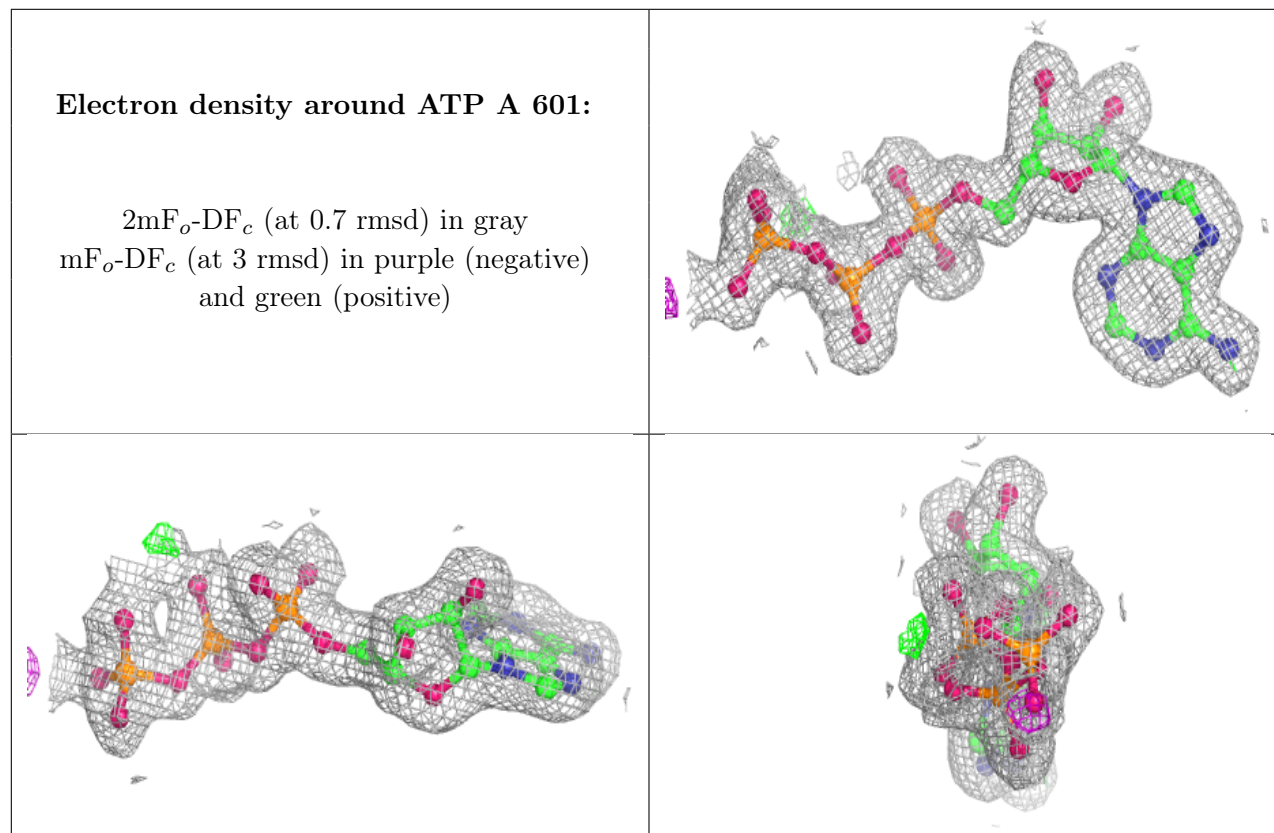 Electron density around ATP A 601:
2mFo-DFc (at 0.7 rmsd) in gray
mFo-DFc (at 3 rmsd) in purple (negative)
and green (positive)